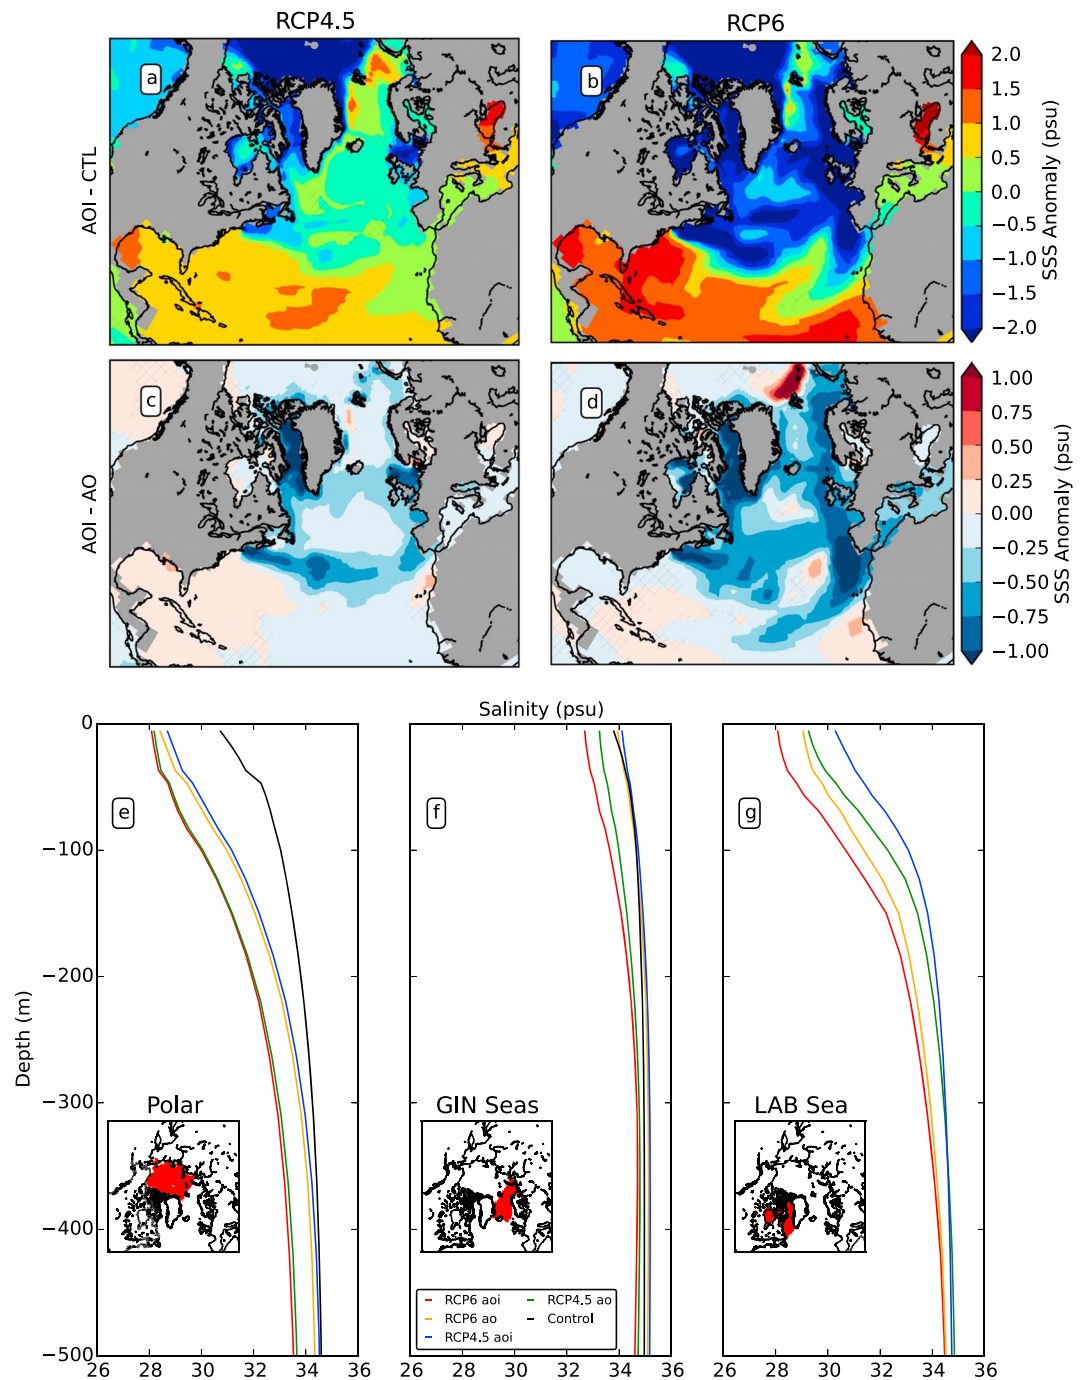 RCP4.5
RCP6
a
b
AOI - CTL
2.0
1.5
1.0
0.5
0.0
−0.5
−1.0
−1.5
−2.0
SSS Anomaly (psu)
c
d
AOI - AO
1.00
0.75
0.50
0.25
0.00
−0.25
−0.50
−0.75
−1.00
SSS Anomaly (psu)
Salinity (psu)
0
−100
−200
−300
−400
−500
Depth (m)
e
f
g
Polar
GIN Seas
LAB Sea
RCP6 aoi
RCP6 ao
RCP4.5 aoi
RCP4.5 ao
Control
26 28 30 32 34 36
26 28 30 32 34 36
26 28 30 32 34 36